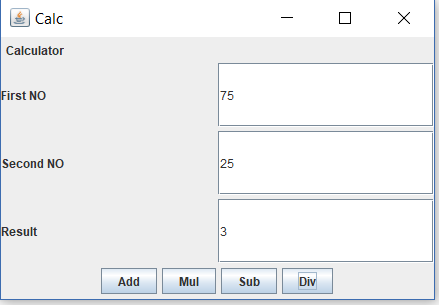 Calc
Calculator
First NO 75
Second NO 25
Result 3
Add Mul Sub Div